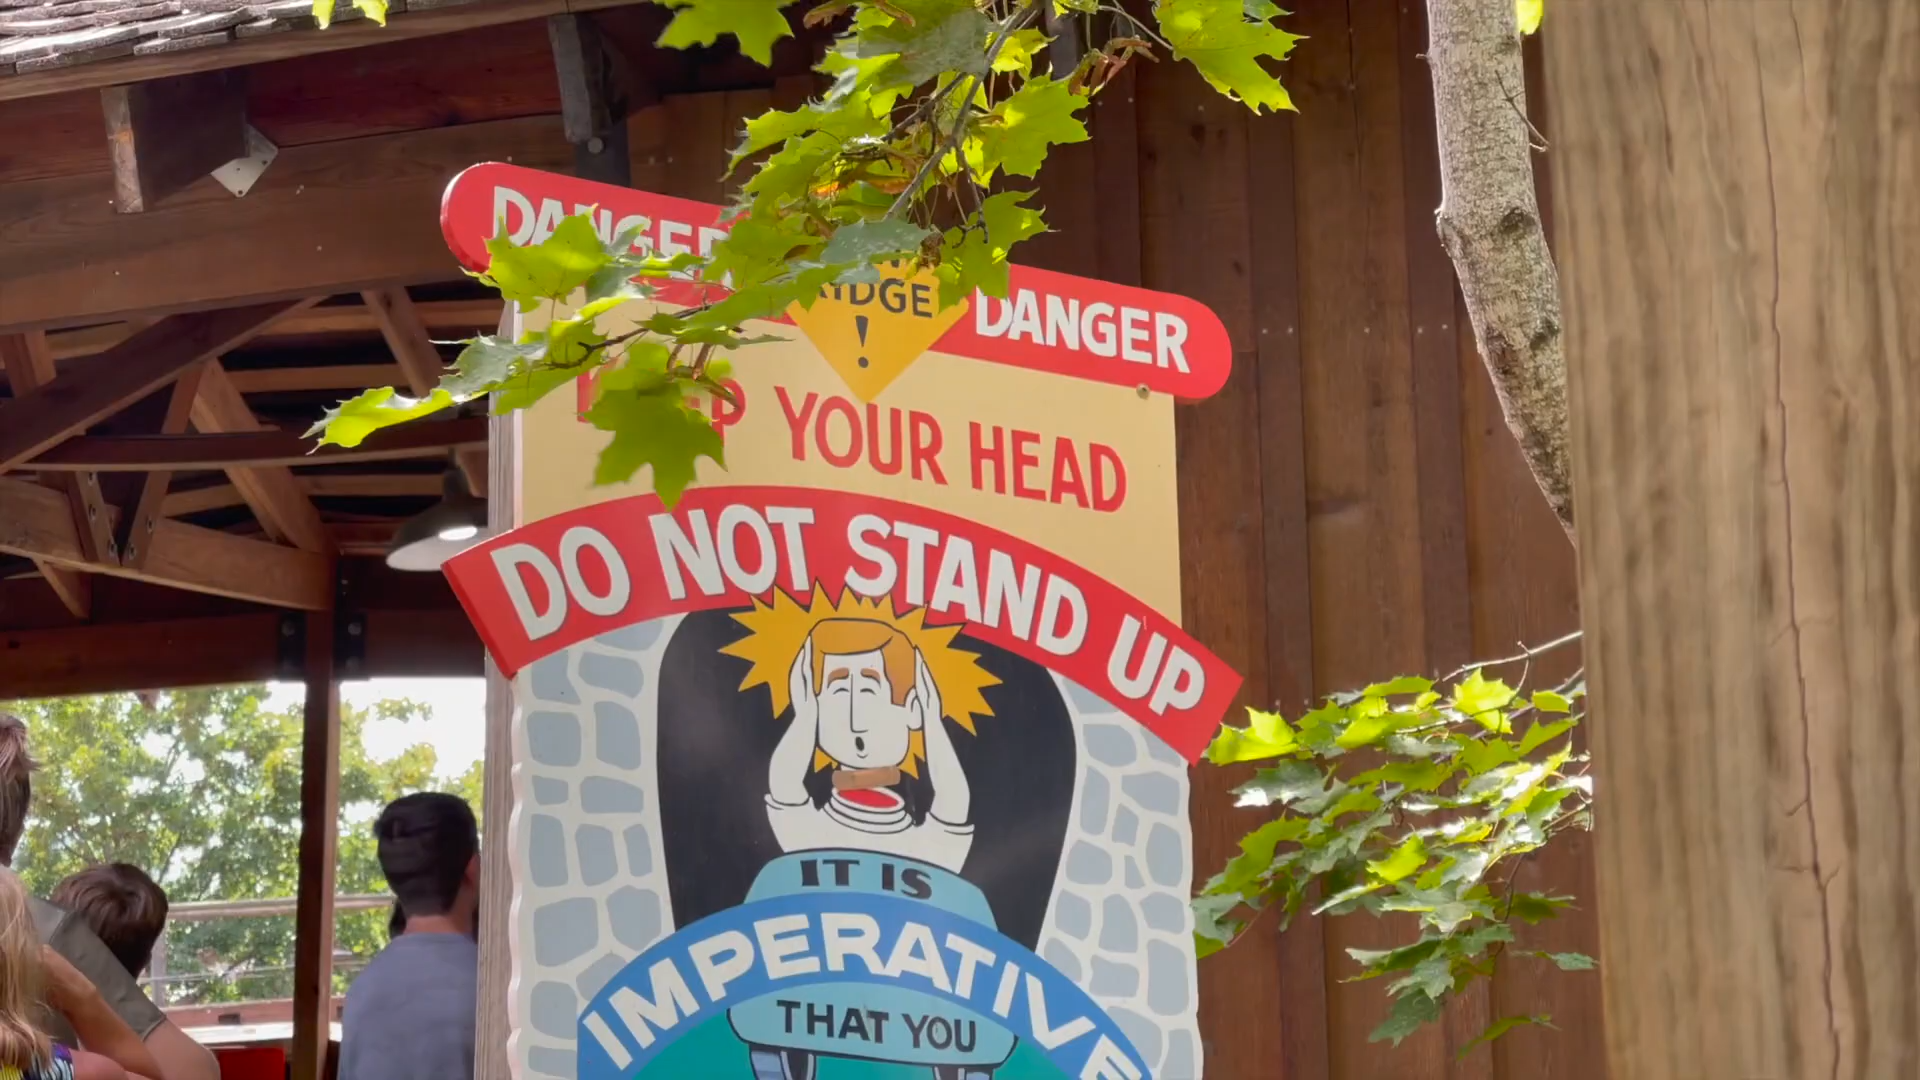 DANGER
DANGER
!
YOUR HEAD
DO NOT STAND UP
IT IS
IMPERATIVE
THAT YOU